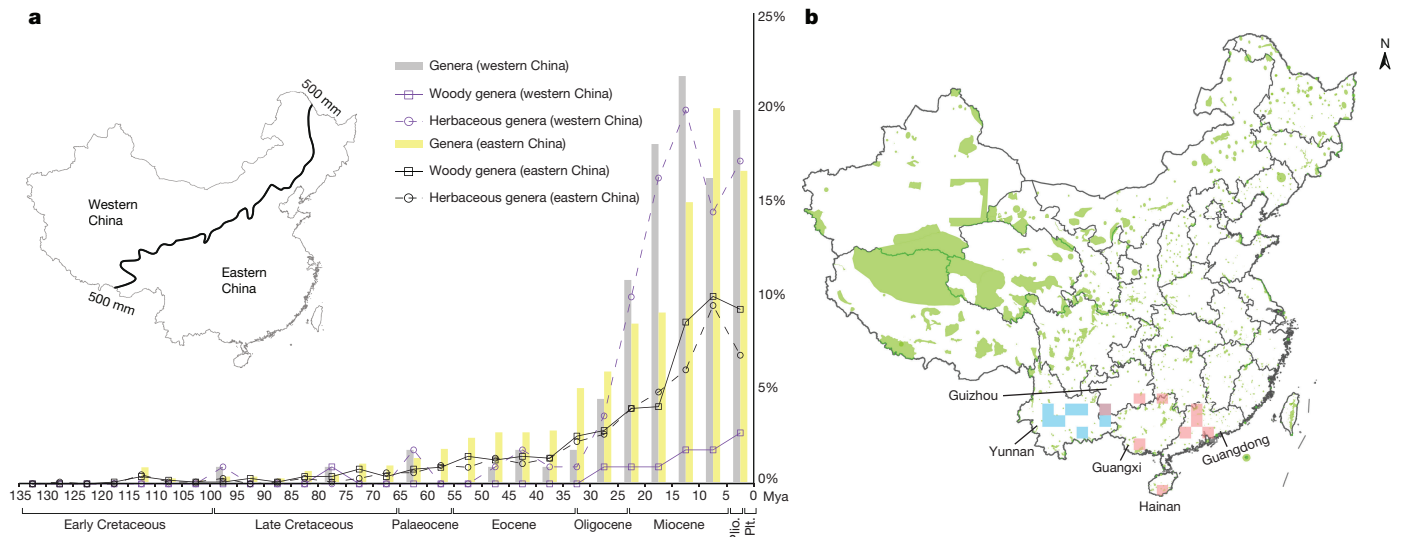 a
25%
20%
15%
10%
5%
0%
Genera (western China)
Woody genera (western China)
Herbaceous genera (western China)
Genera (eastern China)
Woody genera (eastern China)
Herbaceous genera (eastern China)
500 mm
Western
China
Eastern
China
500 mm
135 130 125 120 115 110 105 100 95 90 85 80 75 70 65 60 55 50 45 40 35 30 25 20 15 10 5 0 Mya
Early Cretaceous Late Cretaceous Palaeocene Eocene Oligocene Miocene Plio. Plt.
b
N
Guizhou
Yunnan
Guangxi
Guangdong
Hainan